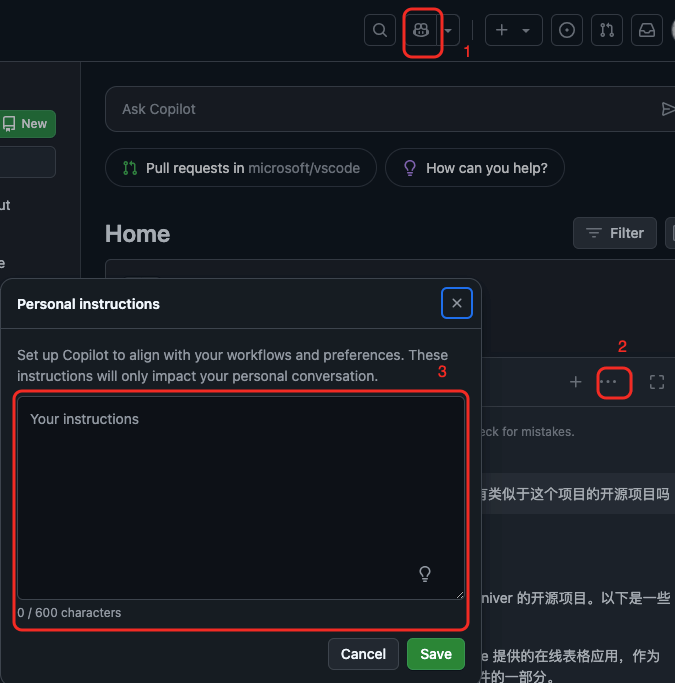 1
New
Ask Copilot
Pull requests in microsoft/vscode
How can you help?
ut
Home
Filter
e
Personal instructions
2
Set up Copilot to align with your workflows and preferences. These
instructions will only impact your personal conversation.
3
Your instructions
eck for mistakes.
有类似于这个项目的开源项目吗
niver 的开源项目。以下是一些
0 / 600 characters
Cancel
Save
e 提供的在线表格应用，作为
件的一部分。